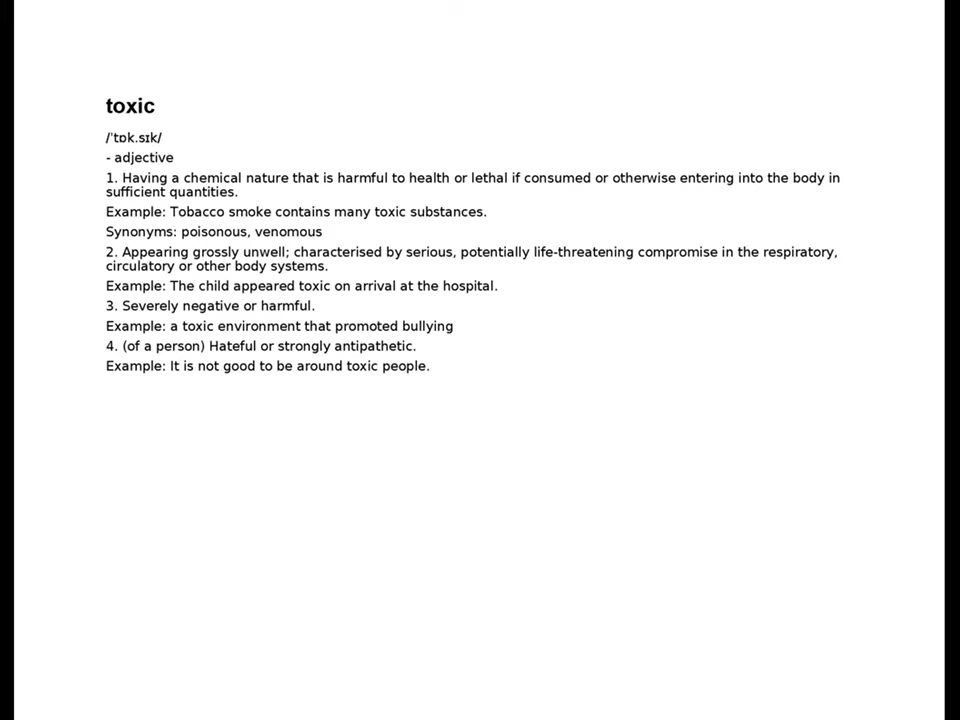 toxic
/ˈtɒk.sɪk/
- adjective
1. Having a chemical nature that is harmful to health or lethal if consumed or otherwise entering into the body in
sufficient quantities.
Example: Tobacco smoke contains many toxic substances.
Synonyms: poisonous, venomous
2. Appearing grossly unwell; characterised by serious, potentially life-threatening compromise in the respiratory,
circulatory or other body systems.
Example: The child appeared toxic on arrival at the hospital.
3. Severely negative or harmful.
Example: a toxic environment that promoted bullying
4. (of a person) Hateful or strongly antipathetic.
Example: It is not good to be around toxic people.